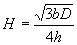 H = √(3bD) / 4h